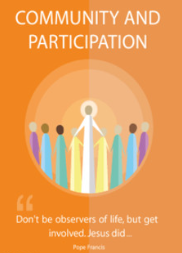 COMMUNITY AND
PARTICIPATION
“
Don't be observers of life, but get
involved. Jesus did...
Pope Francis